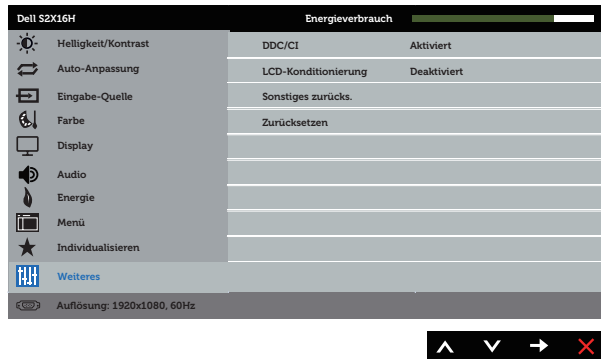 Dell S2X16H Energieverbrauch
Helligkeit/Kontrast DDC/CI Aktiviert
Auto-Anpassung LCD-Konditionierung Deaktiviert
Eingabe-Quelle Sonstiges zurücks.
Farbe Zurücksetzen
Display
Audio
Energie
Menü
Individualisieren
Weiteres
Auflösung: 1920x1080, 60Hz